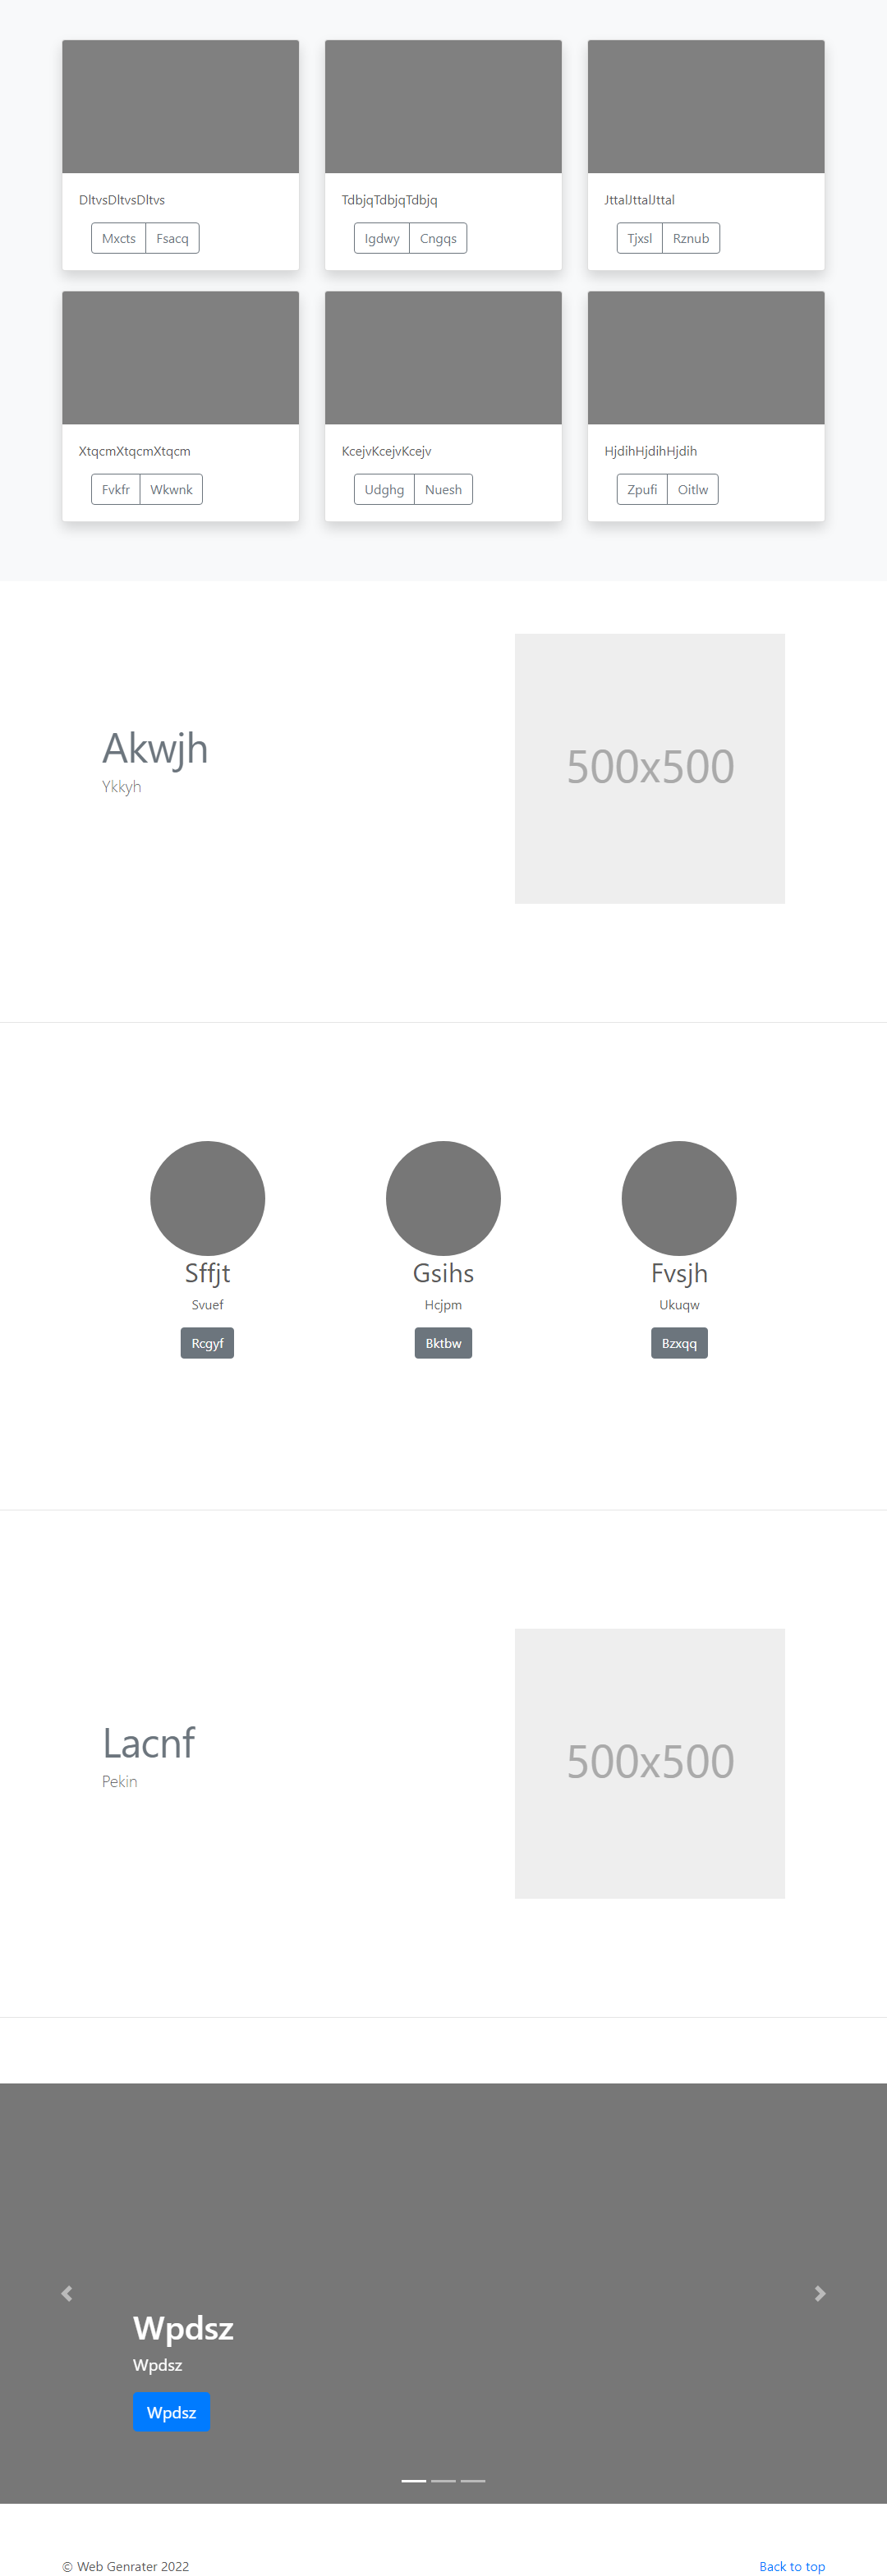 DltvsDltvsDltvs
TdbjqTdbjqTdbjq
JttalJttalJttal
Mxcts Fsacq
Igdwy Cngqs
Tjxsl Rznub
XtqcmXtqcmXtqcm
KcejvKcejvKcejv
HjdihHjdihHjdih
Fvkfr Wkwnk
Udghg Nuesh
Zpufi Oitlw
Akwjh
Ykkyh
500x500
Sffjt
Gsihs
Fvsjh
Svuef
Hcjpm
Ukuqw
Rcgyf
Bktbw
Bzxqq
Lacnf
Pekin
500x500
Wpdsz
Wpdsz
Wpdsz
© Web Genrater 2022
Back to top